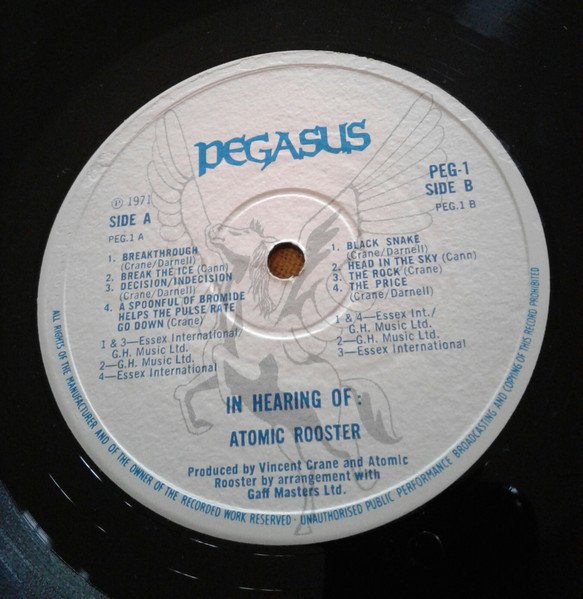 PEGASUS
℗ 1971
SIDE A
PEG.1 A
1. BREAKTHROUGH
(Crane/Darnell)
2. BREAK THE ICE (Cann)
3. DECISION/INDECISION
(Crane/Darnell)
4. A SPOONFUL OF BROMIDE
HELPS THE PULSE RATE
GO DOWN (Crane)
1 & 3—Essex International/
G.H. Music Ltd.
2—G.H. Music Ltd.
4—Essex International
PEG-1
SIDE B
PEG.1 B
1. BLACK SNAKE
(Crane/Darnell)
2. HEAD IN THE SKY (Cann)
3. THE ROCK (Crane)
4. THE PRICE
(Crane/Darnell)
1 & 4—Essex Int./
G.H. Music Ltd.
2—G.H. Music Ltd.
3—Essex International
IN HEARING OF:
ATOMIC ROOSTER
Produced by Vincent Crane and Atomic
Rooster by arrangement with
Gaff Masters Ltd.
ALL RIGHTS OF THE MANUFACTURER AND OF THE OWNER OF THE RECORDED WORK RESERVED · UNAUTHORISED PUBLIC PERFORMANCE BROADCASTING AND COPYING OF THIS RECORD PROHIBITED